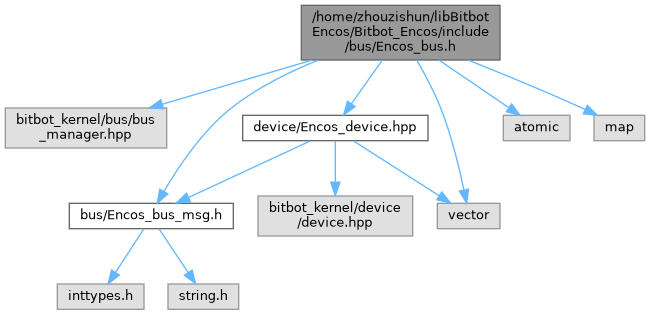 /home/zhouzishun/libBitbot
Encos/Bitbot_Encos/include
/bus/Encos_bus.h
bitbot_kernel/bus/bus
_manager.hpp
device/Encos_device.hpp
atomic
map
bus/Encos_bus_msg.h
bitbot_kernel/device
/device.hpp
vector
inttypes.h
string.h